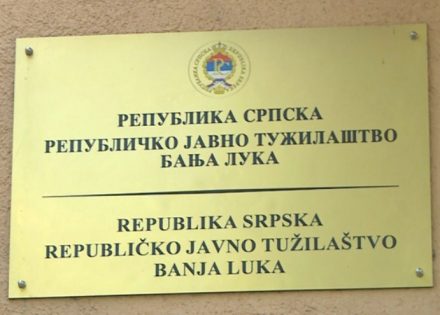 РЕПУБЛИКА СРПСКА
РЕПУБЛИЧКО ЈАВНО ТУЖИЛАШТВО
БАЊА ЛУКА
REPUBLIKA SRPSKA
REPUBLIČKO JAVNO TUŽILAŠTVO
BANJA LUKA